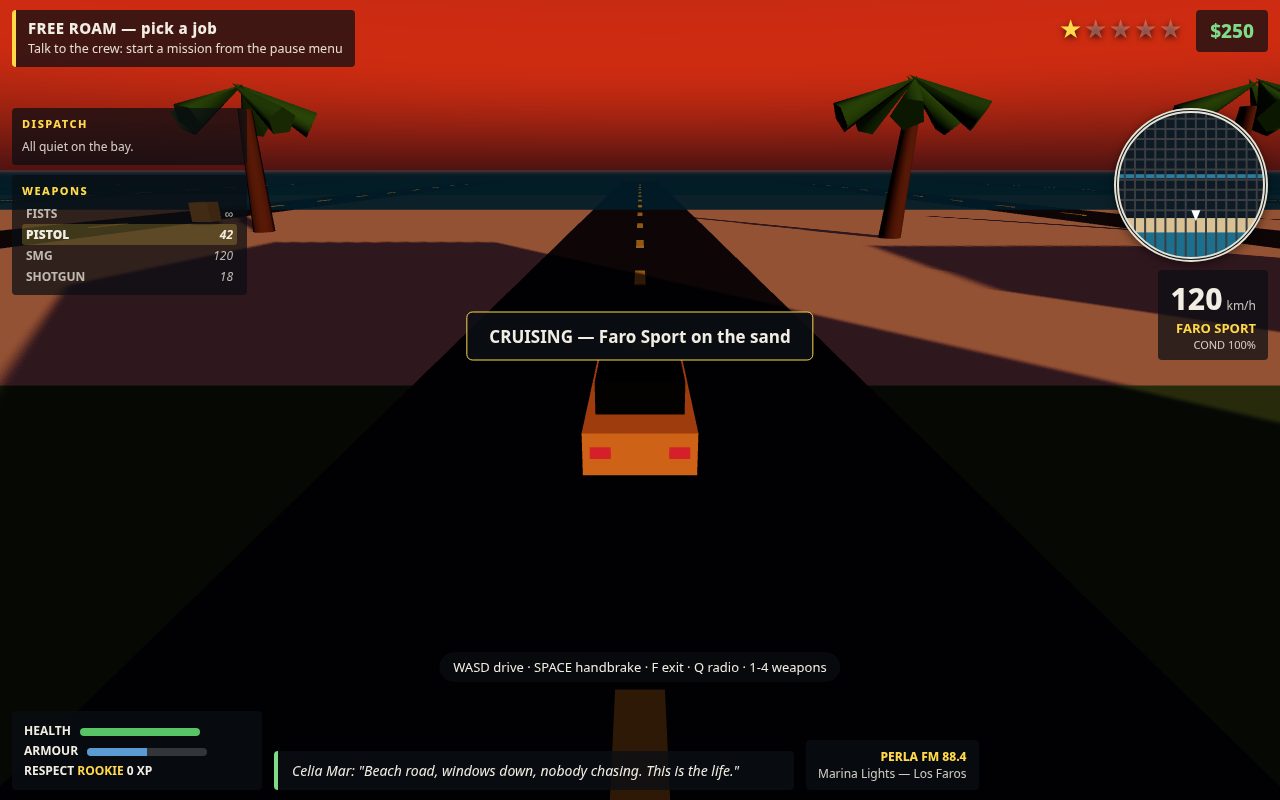 FREE ROAM — pick a job
Talk to the crew: start a mission from the pause menu
$250
DISPATCH
All quiet on the bay.
WEAPONS
FISTS ∞
PISTOL 42
SMG 120
SHOTGUN 18
120 km/h
FARO SPORT
COND 100%
CRUISING — Faro Sport on the sand
WASD drive · SPACE handbrake · F exit · Q radio · 1-4 weapons
HEALTH
ARMOUR
RESPECT ROOKIE 0 XP
Celia Mar: "Beach road, windows down, nobody chasing. This is the life."
PERLA FM 88.4
Marina Lights — Los Faros